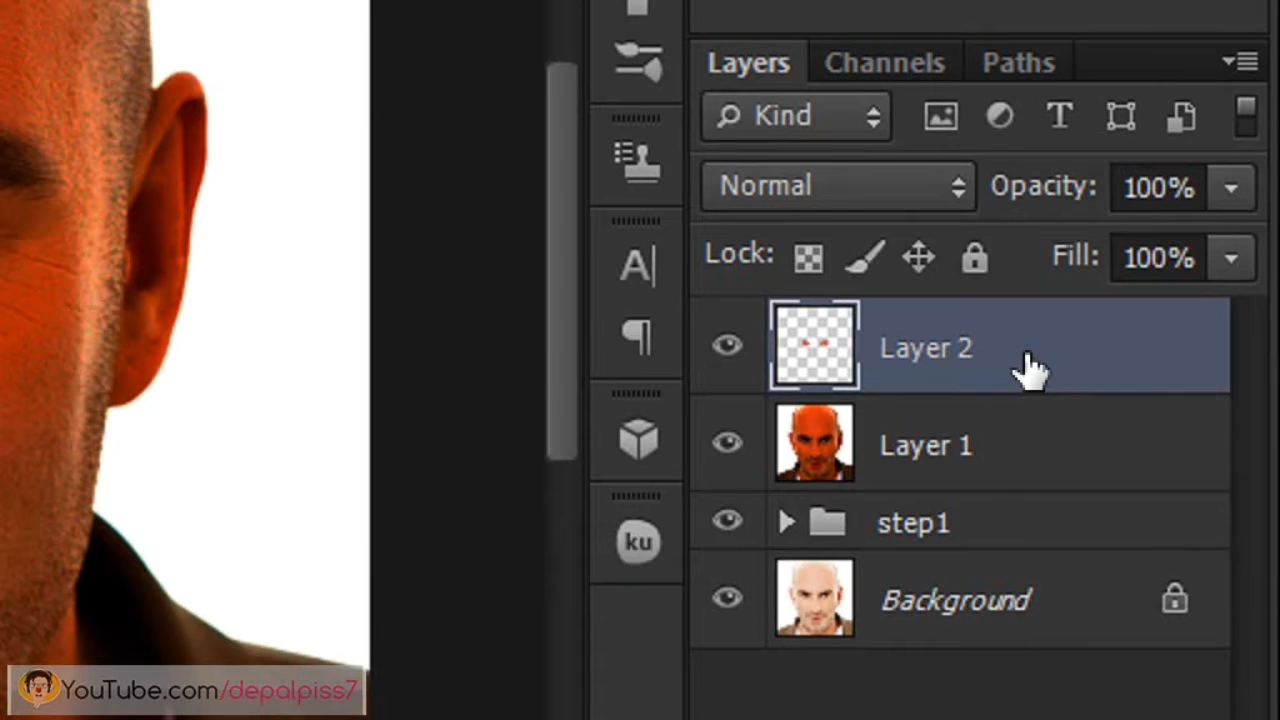 Layers Channels Paths
Kind
Normal Opacity: 100%
Lock: Fill: 100%
A
ku
Layer 2
Layer 1
step1
Background
YouTube.com/depalpiss7